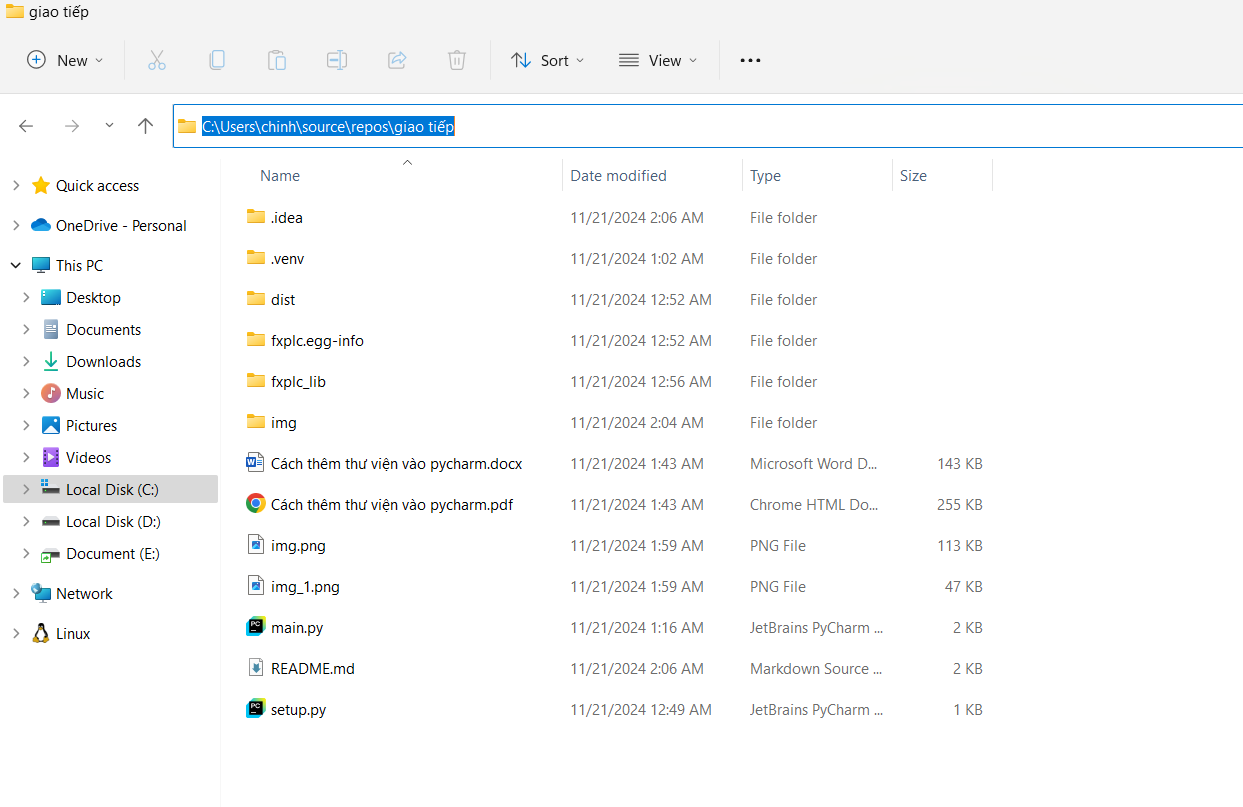 giao tiếp
New
Sort
View
C:\Users\chinh\source\repos\giao tiếp
Name Date modified Type Size
Quick access
OneDrive - Personal
This PC
Desktop
Documents
Downloads
Music
Pictures
Videos
Local Disk (C:)
Local Disk (D:)
Document (E:)
Network
Linux
.idea 11/21/2024 2:06 AM File folder
.venv 11/21/2024 1:02 AM File folder
dist 11/21/2024 12:52 AM File folder
fxplc.egg-info 11/21/2024 12:52 AM File folder
fxplc_lib 11/21/2024 12:56 AM File folder
img 11/21/2024 2:04 AM File folder
Cách thêm thư viện vào pycharm.docx 11/21/2024 1:43 AM Microsoft Word D... 143 KB
Cách thêm thư viện vào pycharm.pdf 11/21/2024 1:43 AM Chrome HTML Do... 255 KB
img.png 11/21/2024 1:59 AM PNG File 113 KB
img_1.png 11/21/2024 1:59 AM PNG File 47 KB
main.py 11/21/2024 1:16 AM JetBrains PyCharm ... 2 KB
README.md 11/21/2024 2:06 AM Markdown Source ... 2 KB
setup.py 11/21/2024 12:49 AM JetBrains PyCharm ... 1 KB